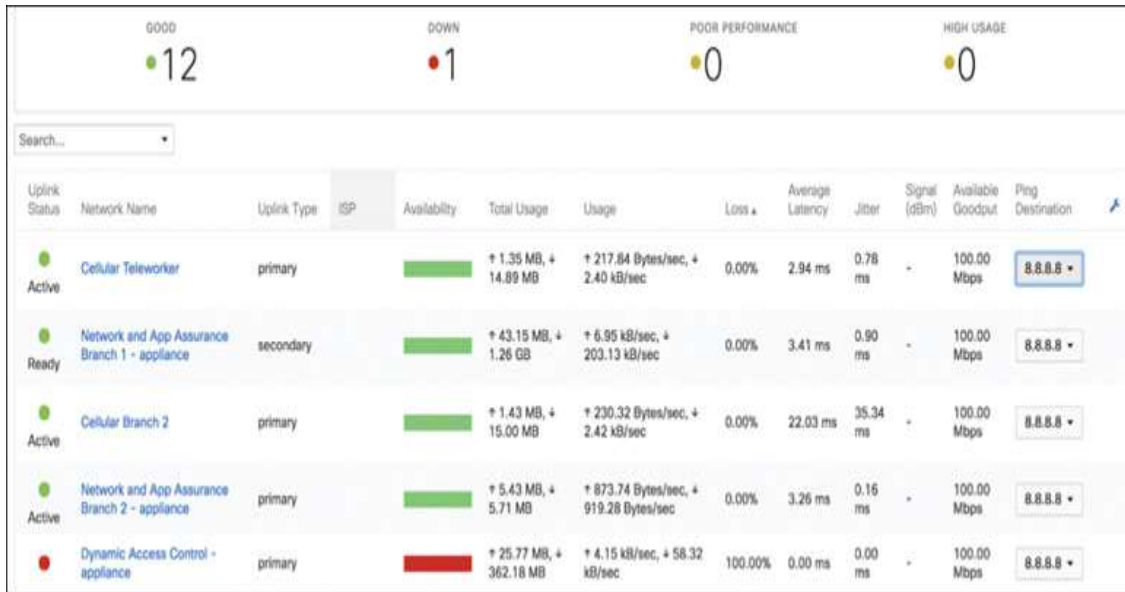 GOOD DOWN POOR PERFORMANCE HIGH USAGE
12 1 0 0
Search...
Uplink Status Network Name Uplink Type ISP Availability Total Usage Usage Loss Average Latency Jitter Signal (dBm) Available Goodput Ping Destination
Active Cellular Teleworker primary ↑ 1.35 MB, ↓ 14.89 MB ↑ 217.84 Bytes/sec, ↓ 2.40 kB/sec 0.00% 2.94 ms 0.78 ms - 100.00 Mbps 8.8.8.8
Ready Network and App Assurance Branch 1 - appliance secondary ↑ 43.15 MB, ↓ 1.26 GB ↑ 6.95 kB/sec, ↓ 203.13 kB/sec 0.00% 3.41 ms 0.90 ms - 100.00 Mbps 8.8.8.8
Active Cellular Branch 2 primary ↑ 1.43 MB, ↓ 15.00 MB ↑ 230.32 Bytes/sec, ↓ 2.42 kB/sec 0.00% 22.03 ms 35.34 ms - 100.00 Mbps 8.8.8.8
Active Network and App Assurance Branch 2 - appliance primary ↑ 5.43 MB, ↓ 5.71 MB ↑ 873.74 Bytes/sec, ↓ 919.28 Bytes/sec 0.00% 3.26 ms 0.16 ms - 100.00 Mbps 8.8.8.8
Dynamic Access Control - appliance primary ↑ 25.77 MB, ↓ 362.18 MB ↑ 4.15 kB/sec, ↓ 58.32 kB/sec 100.00% 0.00 ms 0.00 ms - 100.00 Mbps 8.8.8.8